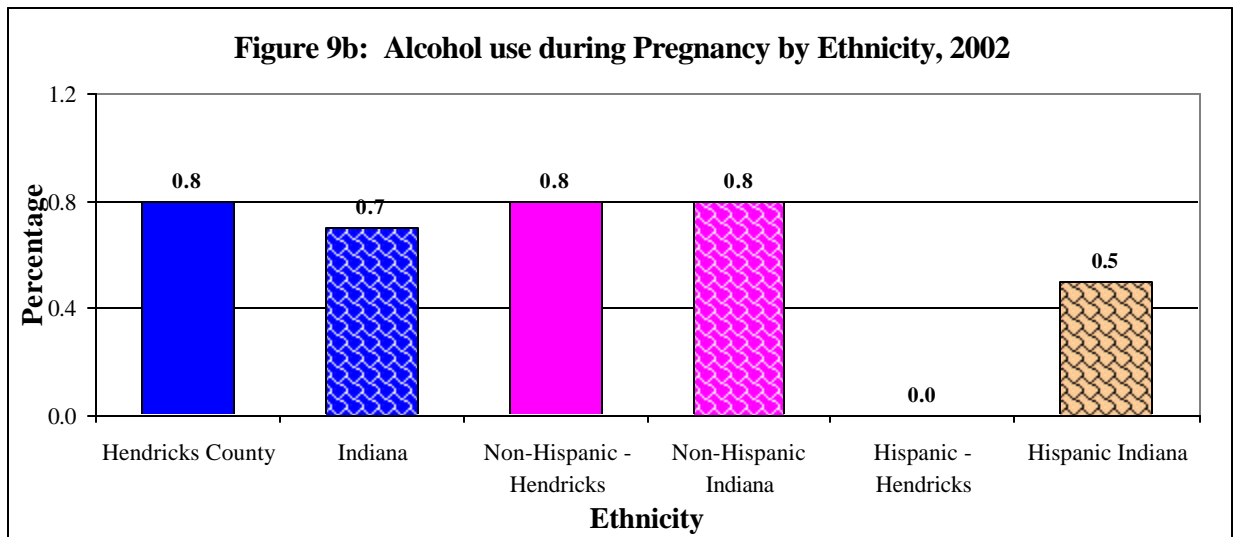 Figure 9b:  Alcohol use during Pregnancy by Ethnicity, 2002
Percentage
1.2
0.8
0.4
0.0
0.8
0.7
0.8
0.8
0.0
0.5
Hendricks County
Indiana
Non-Hispanic -
Hendricks
Non-Hispanic
Indiana
Hispanic -
Hendricks
Hispanic Indiana
Ethnicity